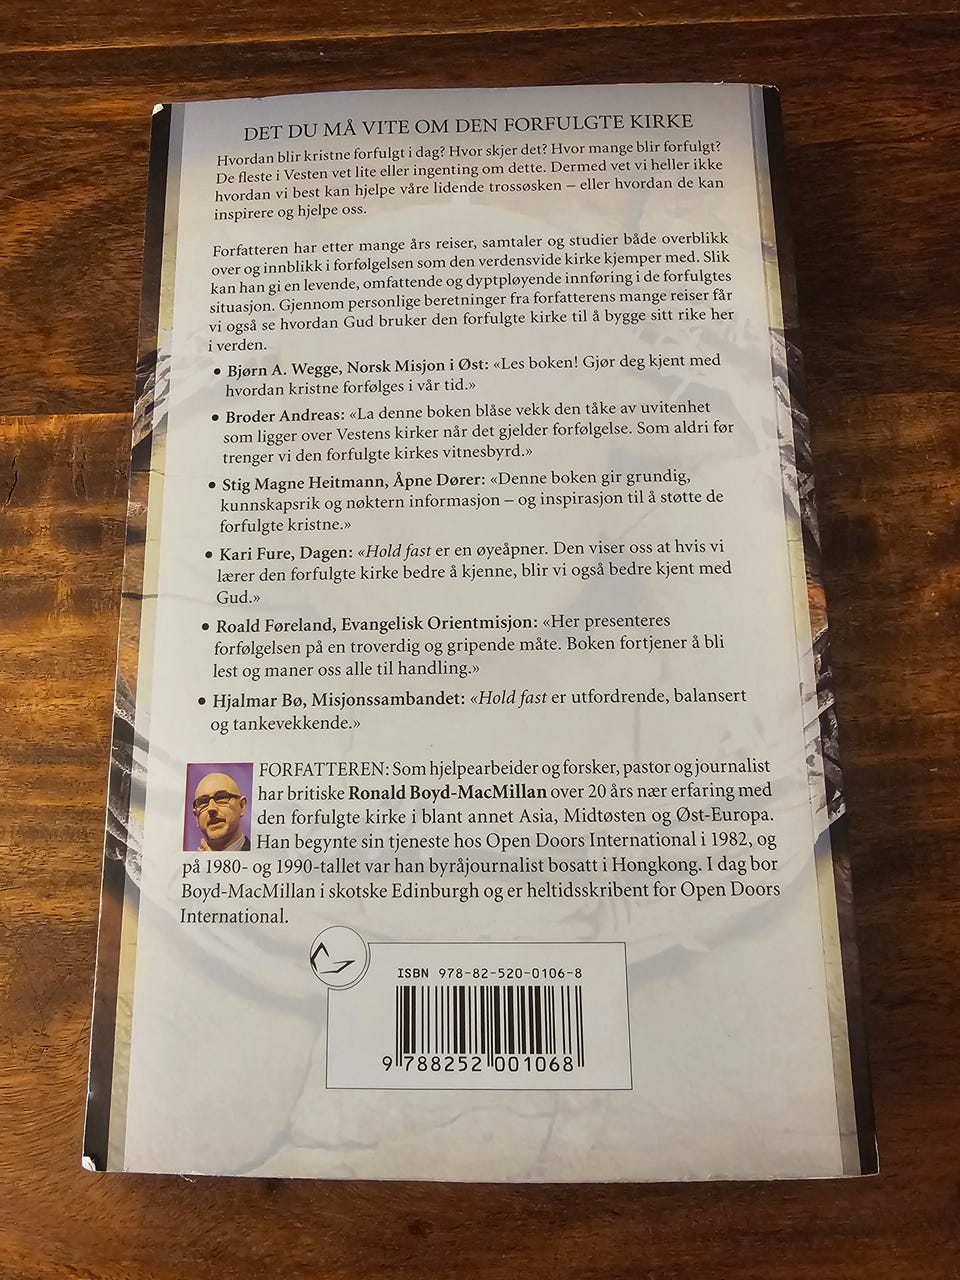 DET DU MÅ VITE OM DEN FORFULGTE KIRKE
Hvordan blir kristne forfulgt i dag? Hvor skjer det? Hvor mange blir forfulgt?
De fleste i Vesten vet lite eller ingenting om dette. Dermed vet vi heller ikke
hvordan vi best kan hjelpe våre lidende trossøsken – eller hvordan de kan
inspirere og hjelpe oss.
Forfatteren har etter mange års reiser, samtaler og studier både overblikk
over og innblikk i forfølgelsen som den verdensvide kirke kjemper med. Slik
kan han gi en levende, omfattende og dyptpløyende innføring i de forfulgtes
situasjon. Gjennom personlige beretninger fra forfatterens mange reiser får
vi også se hvordan Gud bruker den forfulgte kirke til å bygge sitt rike her
i verden.
• Bjørn A. Wegge, Norsk Misjon i Øst: «Les boken! Gjør deg kjent med
hvordan kristne forfølges i vår tid.»
• Broder Andreas: «La denne boken blåse vekk den tåke av uvitenhet
som ligger over Vestens kirker når det gjelder forfølgelse. Som aldri før
trenger vi den forfulgte kirkes vitnesbyrd.»
• Stig Magne Heitmann, Åpne Dører: «Denne boken gir grundig,
kunnskapsrik og nøktern informasjon – og inspirasjon til å støtte de
forfulgte kristne.»
• Kari Fure, Dagen: «Hold fast er en øyeåpner. Den viser oss at hvis vi
lærer den forfulgte kirke bedre å kjenne, blir vi også bedre kjent med
Gud.»
• Roald Føreland, Evangelisk Orientmisjon: «Her presenteres
forfølgelsen på en troverdig og gripende måte. Boken fortjener å bli
lest og maner oss alle til handling.»
• Hjalmar Bø, Misjonssambandet: «Hold fast er utfordrende, balansert
og tankevekkende.»
FORFATTEREN: Som hjelpearbeider og forsker, pastor og journalist
har britiske Ronald Boyd-MacMillan over 20 års nær erfaring med
den forfulgte kirke i blant annet Asia, Midtøsten og Øst-Europa.
Han begynte sin tjeneste hos Open Doors International i 1982, og
på 1980- og 1990-tallet var han byråjournalist bosatt i Hongkong. I dag bor
Boyd-MacMillan i skotske Edinburgh og er heltidsskribent for Open Doors
International.
ISBN 978-82-520-0106-8
9 788252 001068